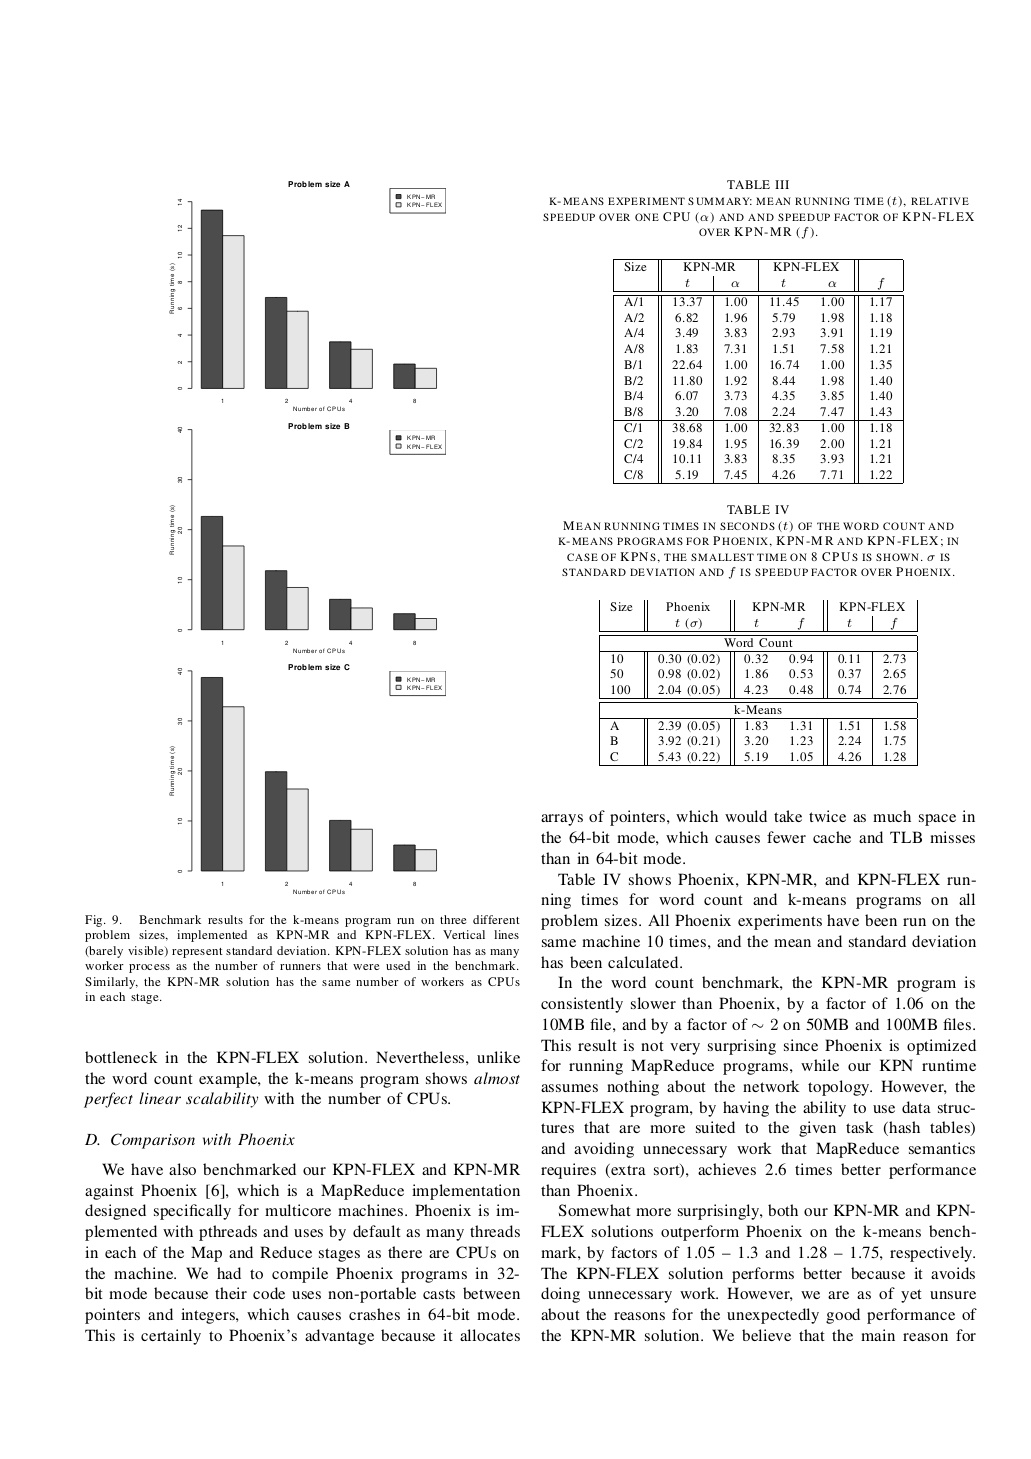 Problem size A
KPN–MR
KPN–FLEX
Running time (s)
0 2 4 6 8 10 12 14
1 2 4 8
Number of CPUs
Problem size B
KPN–MR
KPN–FLEX
Running time (s)
0 10 20 30 40
1 2 4 8
Number of CPUs
Problem size C
KPN–MR
KPN–FLEX
Running time (s)
0 10 20 30 40
1 2 4 8
Number of CPUs
Fig. 9. Benchmark results for the k-means program run on three different
problem sizes, implemented as KPN-MR and KPN-FLEX. Vertical lines
(barely visible) represent standard deviation. KPN-FLEX solution has as many
worker process as the number of runners that were used in the benchmark.
Similarly, the KPN-MR solution has the same number of workers as CPUs
in each stage.
bottleneck in the KPN-FLEX solution. Nevertheless, unlike
the word count example, the k-means program shows almost
perfect linear scalability with the number of CPUs.
D. Comparison with Phoenix
We have also benchmarked our KPN-FLEX and KPN-MR
against Phoenix [6], which is a MapReduce implementation
designed specifically for multicore machines. Phoenix is im-
plemented with pthreads and uses by default as many threads
in each of the Map and Reduce stages as there are CPUs on
the machine. We had to compile Phoenix programs in 32-
bit mode because their code uses non-portable casts between
pointers and integers, which causes crashes in 64-bit mode.
This is certainly to Phoenix's advantage because it allocates
TABLE III
K-MEANS EXPERIMENT SUMMARY: MEAN RUNNING TIME (t), RELATIVE
SPEEDUP OVER ONE CPU (α) AND AND SPEEDUP FACTOR OF KPN-FLEX
OVER KPN-MR (f).
Size KPN-MR KPN-FLEX
t α t α f
A/1 13.37 1.00 11.45 1.00 1.17
A/2 6.82 1.96 5.79 1.98 1.18
A/4 3.49 3.83 2.93 3.91 1.19
A/8 1.83 7.31 1.51 7.58 1.21
B/1 22.64 1.00 16.74 1.00 1.35
B/2 11.80 1.92 8.44 1.98 1.40
B/4 6.07 3.73 4.35 3.85 1.40
B/8 3.20 7.08 2.24 7.47 1.43
C/1 38.68 1.00 32.83 1.00 1.18
C/2 19.84 1.95 16.39 2.00 1.21
C/4 10.11 3.83 8.35 3.93 1.21
C/8 5.19 7.45 4.26 7.71 1.22
TABLE IV
MEAN RUNNING TIMES IN SECONDS (t) OF THE WORD COUNT AND
K-MEANS PROGRAMS FOR PHOENIX, KPN-MR AND KPN-FLEX; IN
CASE OF KPNS, THE SMALLEST TIME ON 8 CPUS IS SHOWN. σ IS
STANDARD DEVIATION AND f IS SPEEDUP FACTOR OVER PHOENIX.
Size Phoenix KPN-MR KPN-FLEX
t (σ) t f t f
Word Count
10 0.30 (0.02) 0.32 0.94 0.11 2.73
50 0.98 (0.02) 1.86 0.53 0.37 2.65
100 2.04 (0.05) 4.23 0.48 0.74 2.76
k-Means
A 2.39 (0.05) 1.83 1.31 1.51 1.58
B 3.92 (0.21) 3.20 1.23 2.24 1.75
C 5.43 (0.22) 5.19 1.05 4.26 1.28
arrays of pointers, which would take twice as much space in
the 64-bit mode, which causes fewer cache and TLB misses
than in 64-bit mode.
Table IV shows Phoenix, KPN-MR, and KPN-FLEX run-
ning times for word count and k-means programs on all
problem sizes. All Phoenix experiments have been run on the
same machine 10 times, and the mean and standard deviation
has been calculated.
In the word count benchmark, the KPN-MR program is
consistently slower than Phoenix, by a factor of 1.06 on the
10MB file, and by a factor of ∼ 2 on 50MB and 100MB files.
This result is not very surprising since Phoenix is optimized
for running MapReduce programs, while our KPN runtime
assumes nothing about the network topology. However, the
KPN-FLEX program, by having the ability to use data struc-
tures that are more suited to the given task (hash tables)
and avoiding unnecessary work that MapReduce semantics
requires (extra sort), achieves 2.6 times better performance
than Phoenix.
Somewhat more surprisingly, both our KPN-MR and KPN-
FLEX solutions outperform Phoenix on the k-means bench-
mark, by factors of 1.05 – 1.3 and 1.28 – 1.75, respectively.
The KPN-FLEX solution performs better because it avoids
doing unnecessary work. However, we are as of yet unsure
about the reasons for the unexpectedly good performance of
the KPN-MR solution. We believe that the main reason for